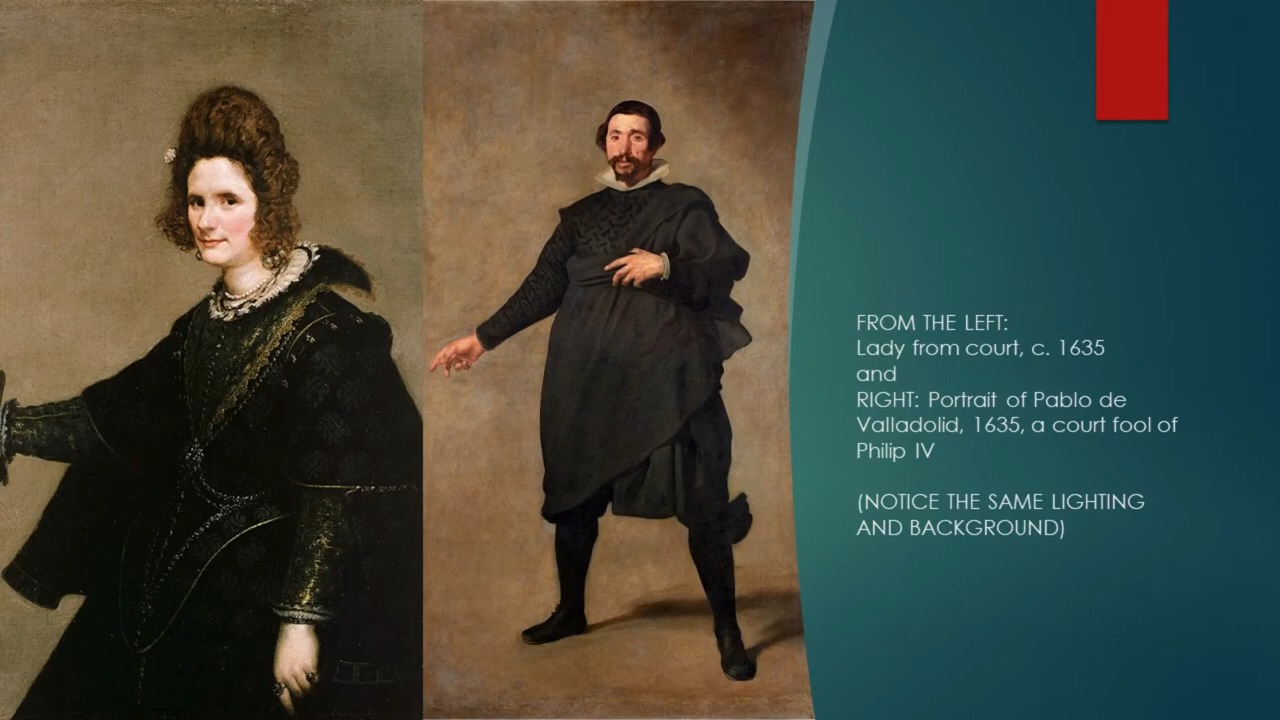 FROM THE LEFT:
Lady from court, c. 1635
and
RIGHT: Portrait of Pablo de
Valladolid, 1635, a court fool of
Philip IV
(NOTICE THE SAME LIGHTING
AND BACKGROUND)